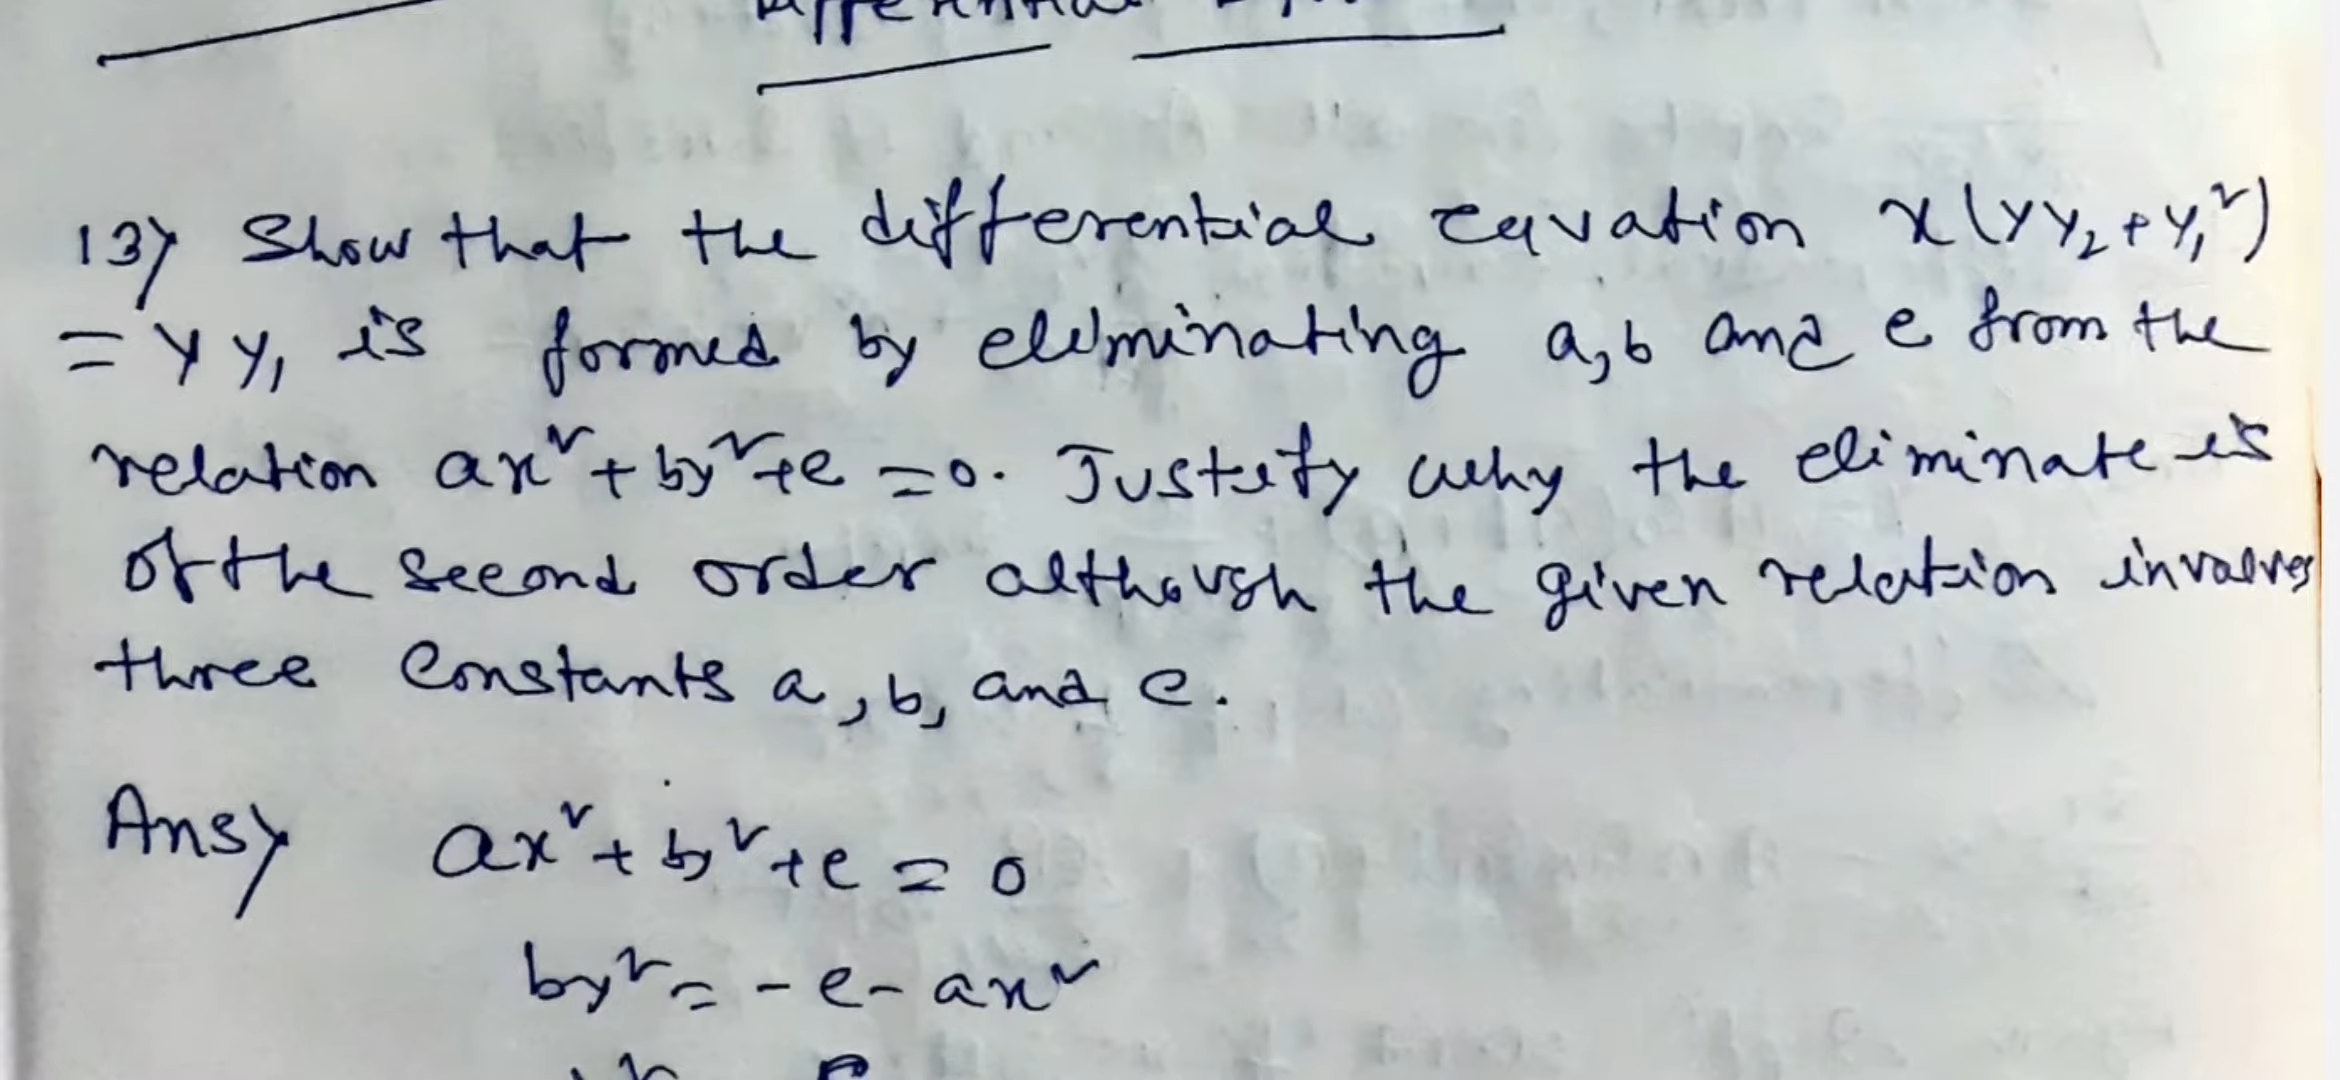 Differential
13) Show that the differential equation x(yy₂+y₁²)
= yy₁ is formed by eliminating a,b and c from the
relation ax²+by²+c=0. Justify why the eliminate is
of the second order although the given relation involves
three constants a,b, and c.
Ans) ax²+by²+c=0
by²=-c-ax²